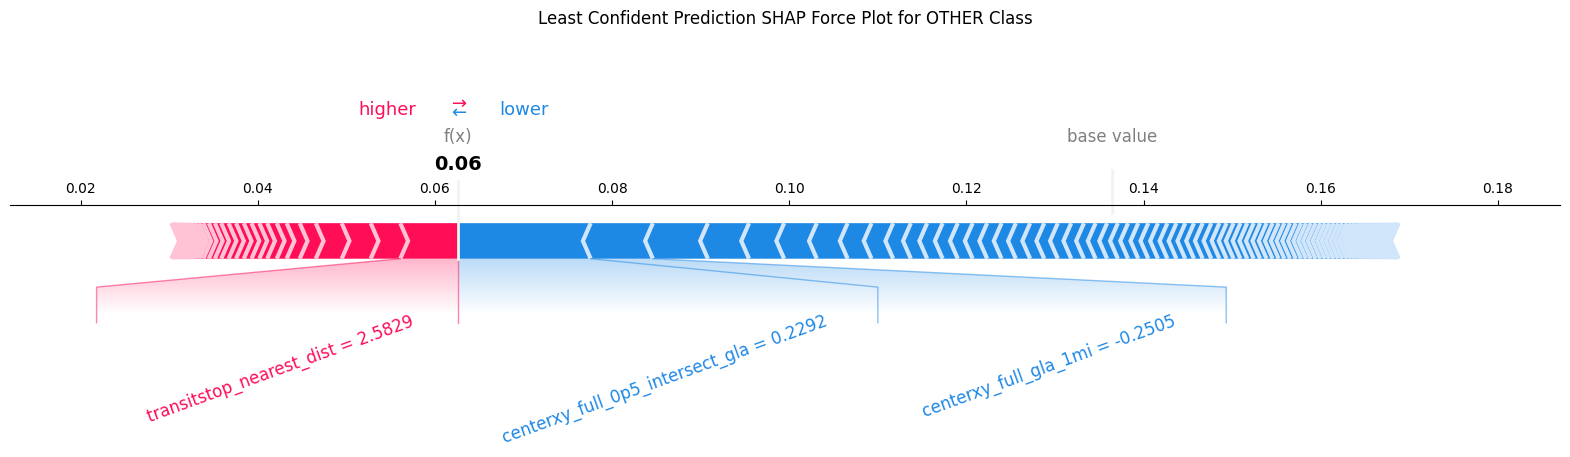 Least Confident Prediction SHAP Force Plot for OTHER Class
higher → ← lower
f(x) base value
0.06
0.02 0.04 0.06 0.08 0.10 0.12 0.14 0.16 0.18
transitstop_nearest_dist = 2.5829
centerxy_full_0p5_intersect_gla = 0.2292
centerxy_full_gla_1mi = -0.2505